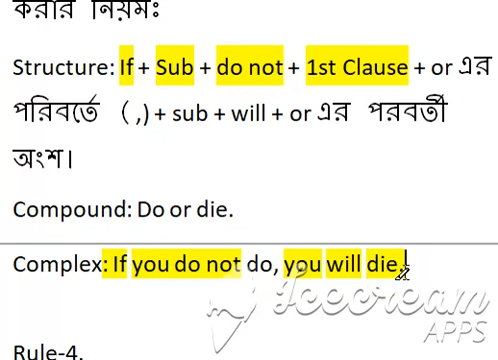 করার নিয়মঃ
Structure: If + Sub + do not + 1st Clause + or এর
পরিবর্তে (,) + sub + will + or এর পরবর্তী
অংশ।
Compound: Do or die.
Complex: If you do not do, you will die.
Icecream
APPS
Rule-4.